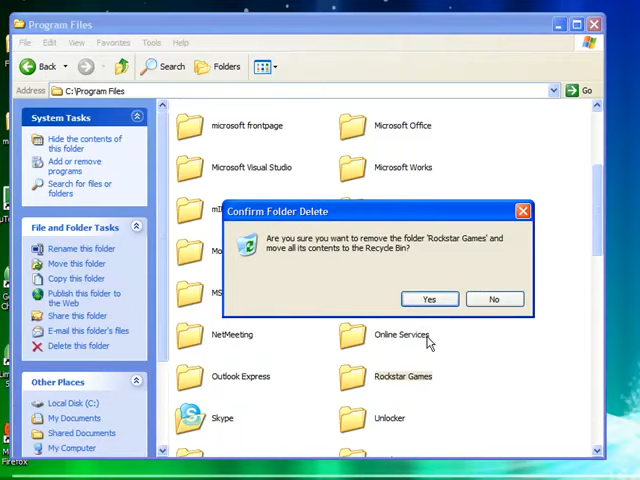 Program Files
File Edit View Favorites Tools Help
Back Search Folders
Address C:\Program Files Go
System Tasks
Hide the contents of
this folder
Add or remove
programs
Search for files or
folders
File and Folder Tasks
Rename this folder
Move this folder
Copy this folder
Publish this folder to
the Web
Share this folder
E-mail this folder's files
Delete this folder
Other Places
Local Disk (C:)
My Documents
Shared Documents
My Computer
microsoft frontpage Microsoft Office
Microsoft Visual Studio Microsoft Works
Confirm Folder Delete
Are you sure you want to remove the folder 'Rockstar Games' and
move all its contents to the Recycle Bin?
Yes No
NetMeeting Online Services
Outlook Express Rockstar Games
Skype Unlocker
Firefox